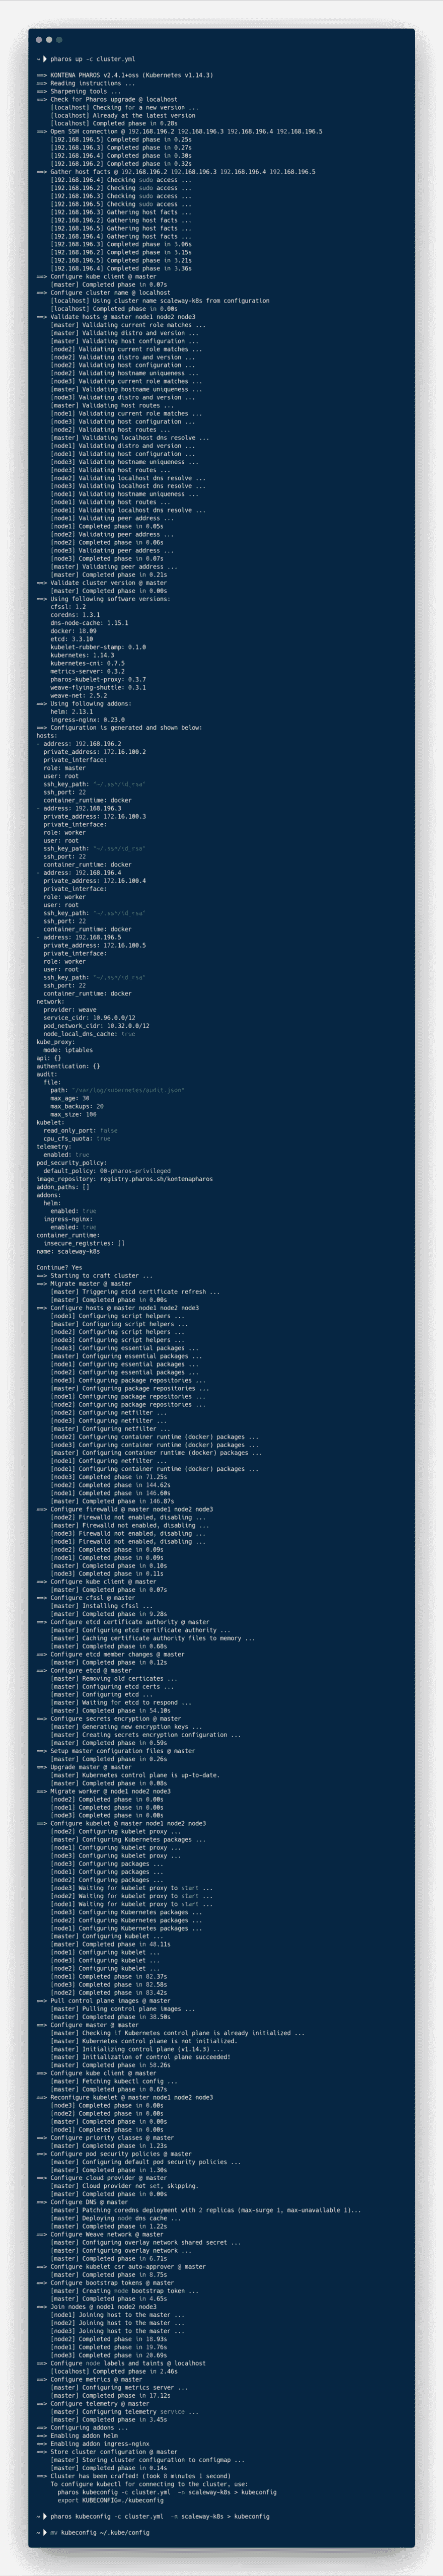 ~ ❯ pharos up -c cluster.yml
==> KONTENA PHAROS v2.4.1+oss (Kubernetes v1.14.3)
==> Reading instructions ...
==> Sharpening tools ...
==> Check for Pharos upgrade @ localhost
[localhost] Checking for a new version ...
[localhost] Already at the latest version
[localhost] Completed phase in 0.28s
==> Open SSH connection @ 192.168.196.2 192.168.196.3 192.168.196.4 192.168.196.5
[192.168.196.5] Completed phase in 0.25s
[192.168.196.3] Completed phase in 0.27s
[192.168.196.4] Completed phase in 0.30s
[192.168.196.2] Completed phase in 0.32s
==> Gather host facts @ 192.168.196.2 192.168.196.3 192.168.196.4 192.168.196.5
[192.168.196.4] Checking sudo access ...
[192.168.196.2] Checking sudo access ...
[192.168.196.3] Checking sudo access ...
[192.168.196.5] Checking sudo access ...
[192.168.196.3] Gathering host facts ...
[192.168.196.2] Gathering host facts ...
[192.168.196.5] Gathering host facts ...
[192.168.196.4] Gathering host facts ...
[192.168.196.3] Completed phase in 3.06s
[192.168.196.2] Completed phase in 3.15s
[192.168.196.5] Completed phase in 3.21s
[192.168.196.4] Completed phase in 3.36s
==> Configure kube client @ master
[master] Completed phase in 0.07s
==> Configure cluster name @ localhost
[localhost] Using cluster name scaleway-k8s from configuration
[localhost] Completed phase in 0.00s
==> Validate hosts @ master node1 node2 node3
[master] Validating current role matches ...
[master] Validating distro and version ...
[master] Validating host configuration ...
[node2] Validating current role matches ...
[node2] Validating distro and version ...
[node2] Validating host configuration ...
[node2] Validating hostname uniqueness ...
[node3] Validating current role matches ...
[master] Validating hostname uniqueness ...
[node3] Validating distro and version ...
[master] Validating host routes ...
[node1] Validating current role matches ...
[node3] Validating host configuration ...
[node2] Validating host routes ...
[master] Validating localhost dns resolve ...
[node1] Validating distro and version ...
[node1] Validating host configuration ...
[node3] Validating hostname uniqueness ...
[node3] Validating host routes ...
[node2] Validating localhost dns resolve ...
[node3] Validating localhost dns resolve ...
[node1] Validating hostname uniqueness ...
[node1] Validating host routes ...
[node1] Validating localhost dns resolve ...
[node1] Validating peer address ...
[node1] Completed phase in 0.05s
[node2] Validating peer address ...
[node2] Completed phase in 0.06s
[node3] Validating peer address ...
[node3] Completed phase in 0.07s
[master] Validating peer address ...
[master] Completed phase in 0.21s
==> Validate cluster version @ master
[master] Completed phase in 0.00s
==> Using following software versions:
cfssl: 1.2
coredns: 1.3.1
dns-node-cache: 1.15.1
docker: 18.09
etcd: 3.3.10
kubelet-rubber-stamp: 0.1.0
kubernetes: 1.14.3
kubernetes-cni: 0.7.5
metrics-server: 0.3.2
pharos-kubelet-proxy: 0.3.7
weave-flying-shuttle: 0.3.1
weave-net: 2.5.2
==> Using following addons:
helm: 2.13.1
ingress-nginx: 0.23.0
==> Configuration is generated and shown below:
hosts:
- address: 192.168.196.2
private_address: 172.16.100.2
private_interface:
role: master
user: root
ssh_key_path: "~/.ssh/id_rsa"
ssh_port: 22
container_runtime: docker
- address: 192.168.196.3
private_address: 172.16.100.3
private_interface:
role: worker
user: root
ssh_key_path: "~/.ssh/id_rsa"
ssh_port: 22
container_runtime: docker
- address: 192.168.196.4
private_address: 172.16.100.4
private_interface:
role: worker
user: root
ssh_key_path: "~/.ssh/id_rsa"
ssh_port: 22
container_runtime: docker
- address: 192.168.196.5
private_address: 172.16.100.5
private_interface:
role: worker
user: root
ssh_key_path: "~/.ssh/id_rsa"
ssh_port: 22
container_runtime: docker
network:
provider: weave
service_cidr: 10.96.0.0/12
pod_network_cidr: 10.32.0.0/12
node_local_dns_cache: true
kube_proxy:
mode: iptables
api: {}
authentication: {}
audit:
file:
path: "/var/log/kubernetes/audit.json"
max_age: 30
max_backups: 20
max_size: 100
kubelet:
read_only_port: false
cpu_cfs_quota: true
telemetry:
enabled: true
pod_security_policy:
default_policy: 00-pharos-privileged
image_repository: registry.pharos.sh/kontenapharos
addon_paths: []
addons:
helm:
enabled: true
ingress-nginx:
enabled: true
container_runtime:
insecure_registries: []
name: scaleway-k8s
Continue? Yes
==> Starting to craft cluster ...
==> Migrate master @ master
[master] Triggering etcd certificate refresh ...
[master] Completed phase in 0.00s
==> Configure hosts @ master node1 node2 node3
[node1] Configuring script helpers ...
[master] Configuring script helpers ...
[node2] Configuring script helpers ...
[node3] Configuring script helpers ...
[node3] Configuring essential packages ...
[master] Configuring essential packages ...
[node1] Configuring essential packages ...
[node2] Configuring essential packages ...
[node3] Configuring package repositories ...
[master] Configuring package repositories ...
[node1] Configuring package repositories ...
[node2] Configuring package repositories ...
[node2] Configuring netfilter ...
[node3] Configuring netfilter ...
[master] Configuring netfilter ...
[node2] Configuring container runtime (docker) packages ...
[node3] Configuring container runtime (docker) packages ...
[master] Configuring container runtime (docker) packages ...
[node1] Configuring netfilter ...
[node1] Configuring container runtime (docker) packages ...
[node3] Completed phase in 71.25s
[node2] Completed phase in 144.62s
[node1] Completed phase in 146.60s
[master] Completed phase in 146.87s
==> Configure firewalld @ master node1 node2 node3
[node2] Firewalld not enabled, disabling ...
[master] Firewalld not enabled, disabling ...
[node3] Firewalld not enabled, disabling ...
[node1] Firewalld not enabled, disabling ...
[node2] Completed phase in 0.09s
[node1] Completed phase in 0.09s
[master] Completed phase in 0.10s
[node3] Completed phase in 0.11s
==> Configure kube client @ master
[master] Completed phase in 0.07s
==> Configure cfssl @ master
[master] Installing cfssl ...
[master] Completed phase in 9.28s
==> Configure etcd certificate authority @ master
[master] Configuring etcd certificate authority ...
[master] Caching certificate authority files to memory ...
[master] Completed phase in 0.68s
==> Configure etcd member changes @ master
[master] Completed phase in 0.12s
==> Configure etcd @ master
[master] Removing old certicates ...
[master] Configuring etcd certs ...
[master] Configuring etcd ...
[master] Waiting for etcd to respond ...
[master] Completed phase in 54.10s
==> Configure secrets encryption @ master
[master] Generating new encryption keys ...
[master] Creating secrets encryption configuration ...
[master] Completed phase in 0.59s
==> Setup master configuration files @ master
[master] Completed phase in 0.26s
==> Upgrade master @ master
[master] Kubernetes control plane is up-to-date.
[master] Completed phase in 0.08s
==> Migrate worker @ node1 node2 node3
[node2] Completed phase in 0.00s
[node1] Completed phase in 0.00s
[node3] Completed phase in 0.00s
==> Configure kubelet @ master node1 node2 node3
[node2] Configuring kubelet proxy ...
[master] Configuring Kubernetes packages ...
[node1] Configuring kubelet proxy ...
[node3] Configuring kubelet proxy ...
[node3] Configuring packages ...
[node1] Configuring packages ...
[node2] Configuring packages ...
[node3] Waiting for kubelet proxy to start ...
[node2] Waiting for kubelet proxy to start ...
[node1] Waiting for kubelet proxy to start ...
[node3] Configuring Kubernetes packages ...
[node2] Configuring Kubernetes packages ...
[node1] Configuring Kubernetes packages ...
[master] Configuring kubelet ...
[master] Completed phase in 48.11s
[node1] Configuring kubelet ...
[node3] Configuring kubelet ...
[node2] Configuring kubelet ...
[node1] Completed phase in 82.37s
[node3] Completed phase in 82.58s
[node2] Completed phase in 83.42s
==> Pull control plane images @ master
[master] Pulling control plane images ...
[master] Completed phase in 38.50s
==> Configure master @ master
[master] Checking if Kubernetes control plane is already initialized ...
[master] Kubernetes control plane is not initialized.
[master] Initializing control plane (v1.14.3) ...
[master] Initialization of control plane succeeded!
[master] Completed phase in 58.26s
==> Configure kube client @ master
[master] Fetching kubectl config ...
[master] Completed phase in 0.67s
==> Reconfigure kubelet @ master node1 node2 node3
[node3] Completed phase in 0.00s
[node2] Completed phase in 0.00s
[master] Completed phase in 0.00s
[node1] Completed phase in 0.00s
==> Configure priority classes @ master
[master] Completed phase in 1.23s
==> Configure pod security policies @ master
[master] Configuring default pod security policies ...
[master] Completed phase in 1.30s
==> Configure cloud provider @ master
[master] Cloud provider not set, skipping.
[master] Completed phase in 0.00s
==> Configure DNS @ master
[master] Patching coredns deployment with 2 replicas (max-surge 1, max-unavailable 1)...
[master] Deploying node dns cache ...
[master] Completed phase in 1.22s
==> Configure Weave network @ master
[master] Configuring overlay network shared secret ...
[master] Configuring overlay network ...
[master] Completed phase in 6.71s
==> Configure kubelet csr auto-approver @ master
[master] Completed phase in 8.75s
==> Configure bootstrap tokens @ master
[master] Creating node bootstrap token ...
[master] Completed phase in 4.65s
==> Join nodes @ node1 node2 node3
[node1] Joining host to the master ...
[node2] Joining host to the master ...
[node3] Joining host to the master ...
[node2] Completed phase in 18.93s
[node1] Completed phase in 19.76s
[node3] Completed phase in 20.69s
==> Configure node labels and taints @ localhost
[localhost] Completed phase in 2.46s
==> Configure metrics @ master
[master] Configuring metrics server ...
[master] Completed phase in 17.12s
==> Configure telemetry @ master
[master] Configuring telemetry service ...
[master] Completed phase in 3.45s
==> Configuring addons ...
==> Enabling addon helm
==> Enabling addon ingress-nginx
==> Store cluster configuration @ master
[master] Storing cluster configuration to configmap ...
[master] Completed phase in 0.14s
==> Cluster has been crafted! (took 8 minutes 1 second)
To configure kubectl for connecting to the cluster, use:
pharos kubeconfig -c cluster.yml -n scaleway-k8s > kubeconfig
export KUBECONFIG=./kubeconfig
~ ❯ pharos kubeconfig -c cluster.yml -n scaleway-k8s > kubeconfig
~ ❯ mv kubeconfig ~/.kube/config